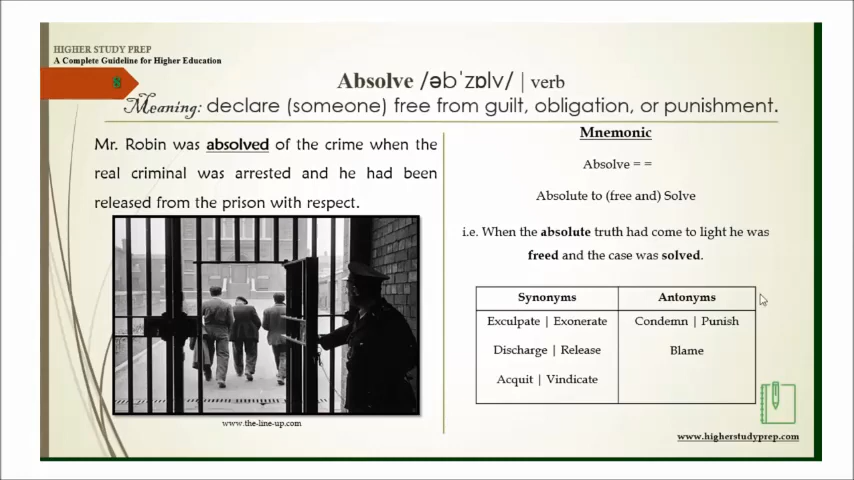 HIGHER STUDY PREP
A Complete Guideline for Higher Education
Absolve /əbˈzɒlv/ | verb
Meaning: declare (someone) free from guilt, obligation, or punishment.
Mr. Robin was absolved of the crime when the
real criminal was arrested and he had been
released from the prison with respect.
www.the-line-up.com
Mnemonic
Absolve = =
Absolute to (free and) Solve
i.e. When the absolute truth had come to light he was
freed and the case was solved.
Synonyms
Exculpate | Exonerate
Discharge | Release
Acquit | Vindicate
Antonyms
Condemn | Punish
Blame
www.higherstudyprep.com